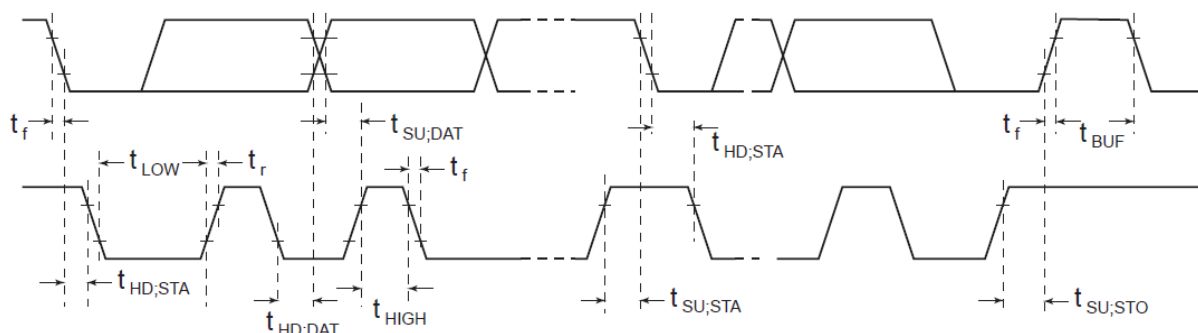 t f
t SU;DAT
t HD;STA
t f
t BUF
t LOW
t r
t f
t HD;STA
t HD;DAT
t HIGH
t SU;STA
t SU;STO